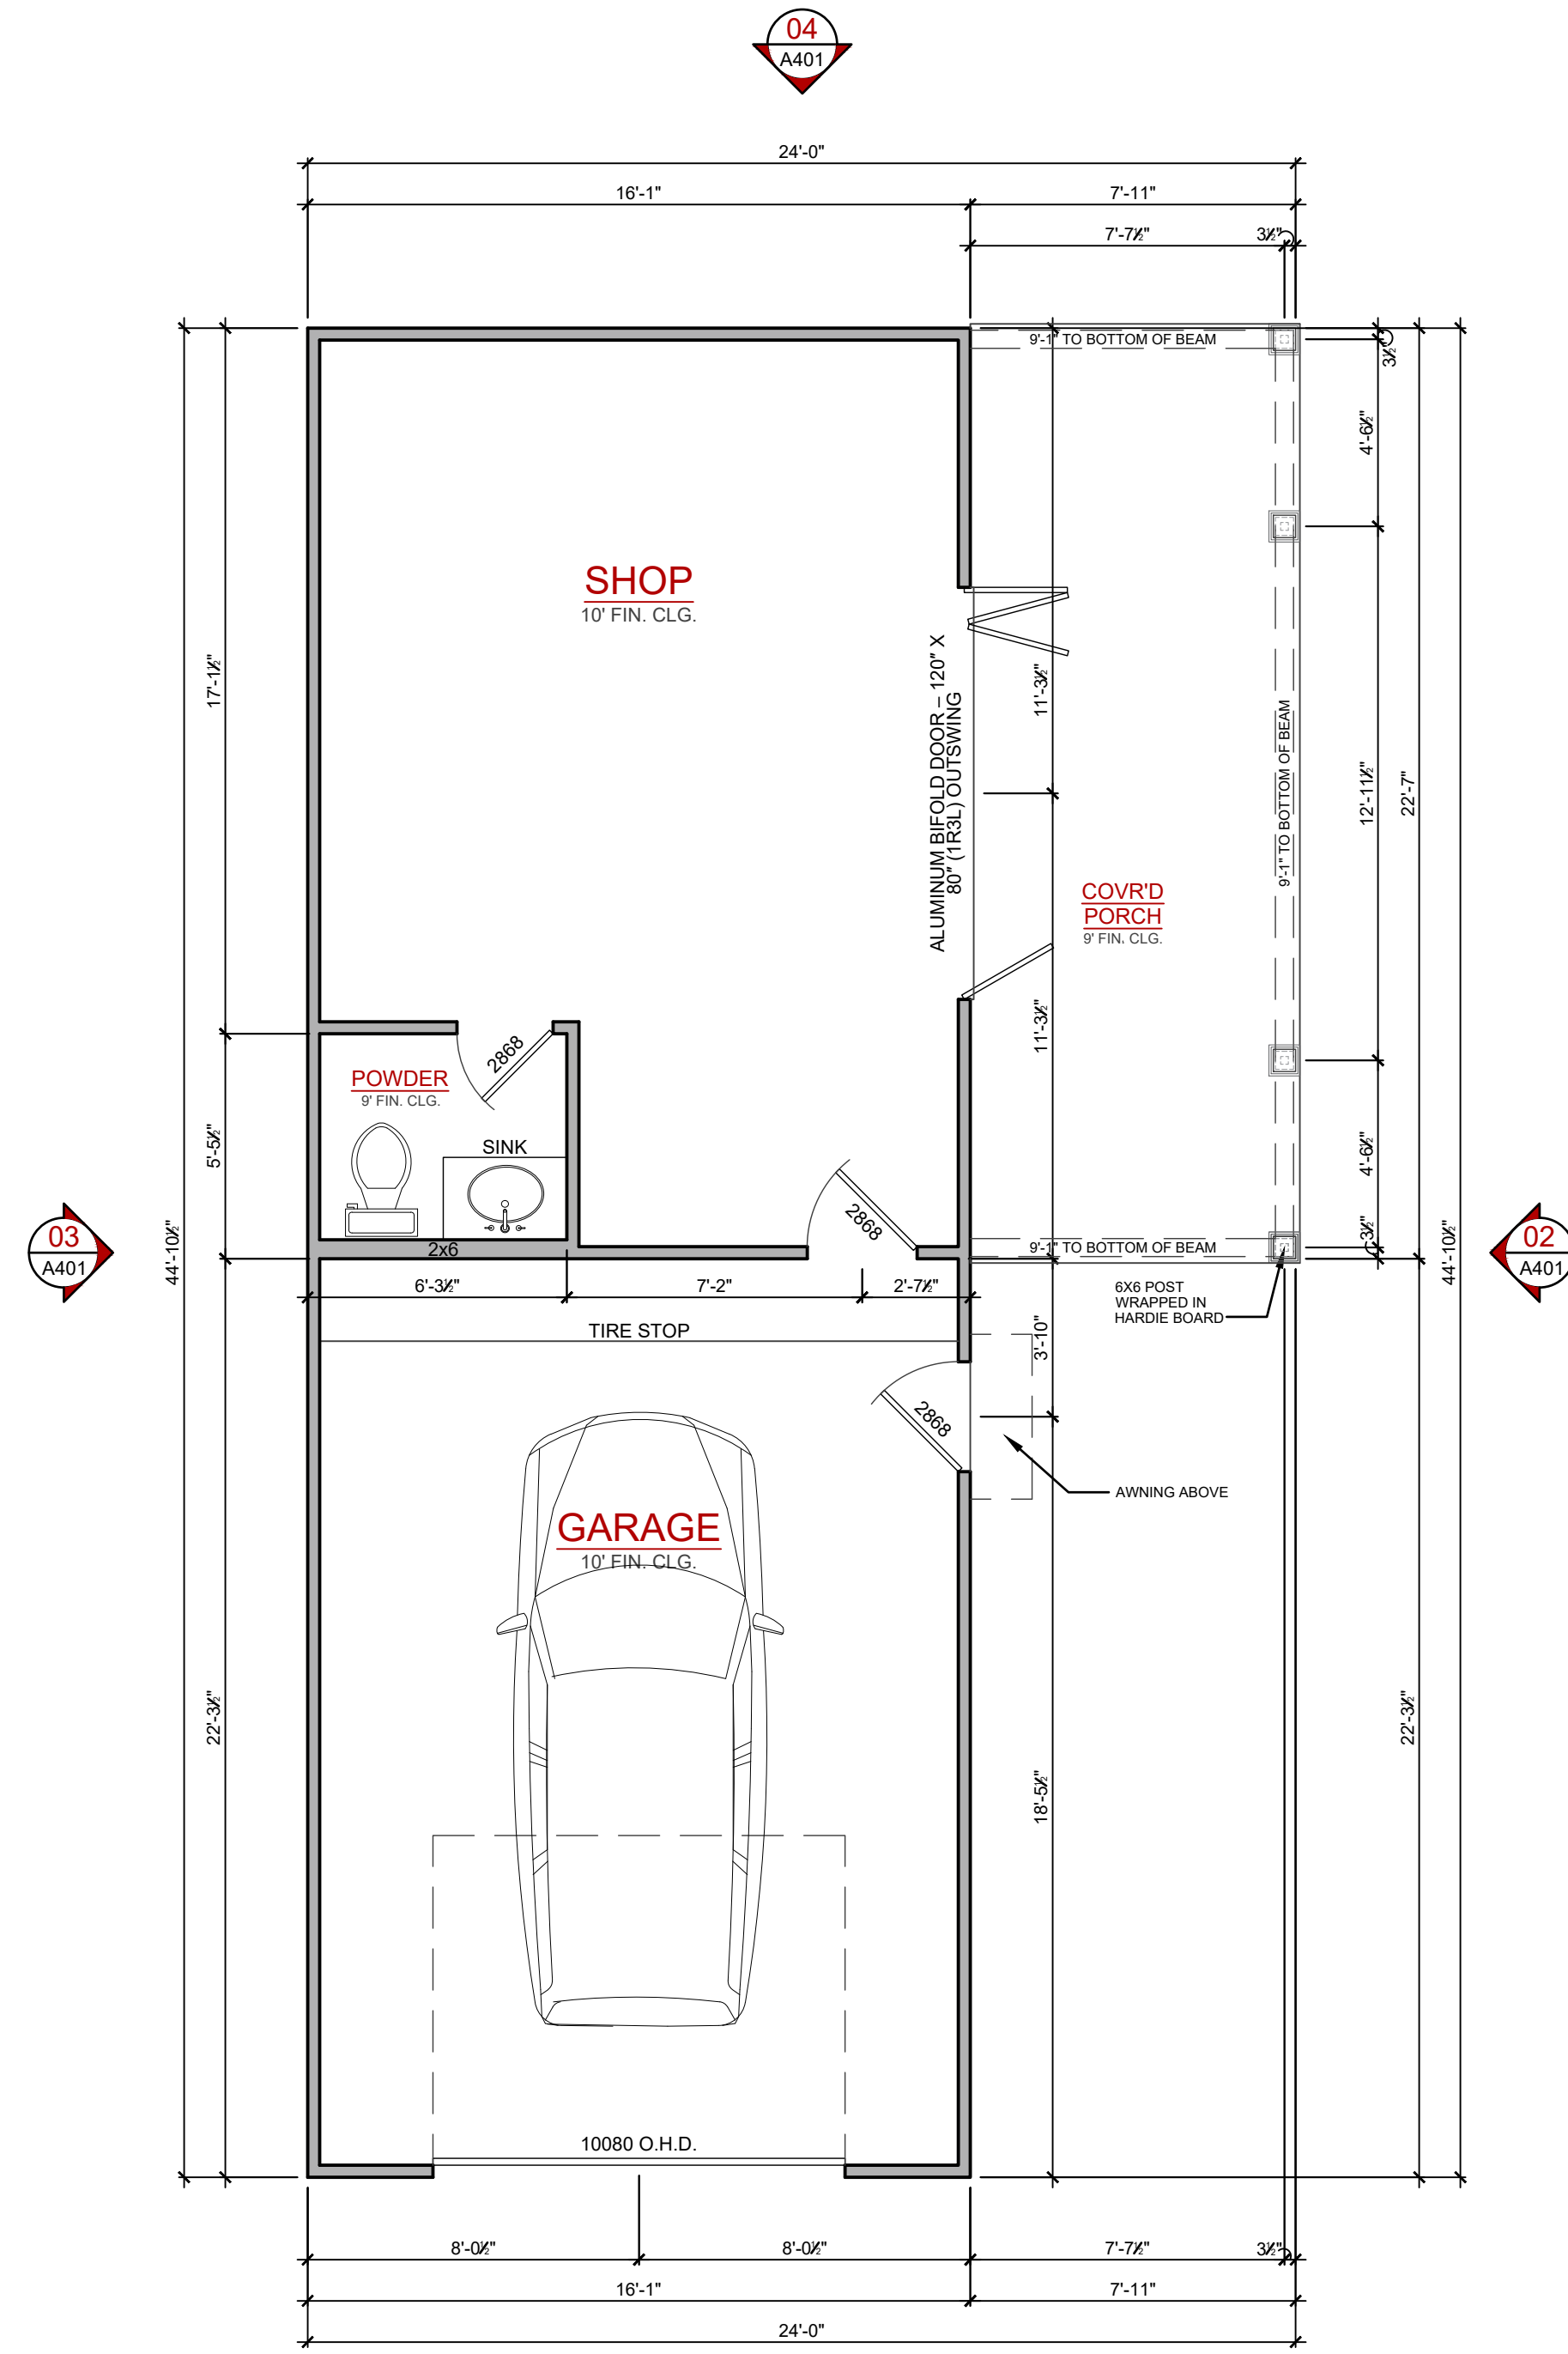 04
A401
24'-0"
16'-1"
7'-11"
7'-7½"
3½"
9'-1" TO BOTTOM OF BEAM
3½"
4'-6½"
SHOP
10' FIN. CLG.
17'-1½"
ALUMINUM BIFOLD DOOR – 120" X
80" (1R3L) OUTSWING
11'-3½"
9'-1" TO BOTTOM OF BEAM
12'-11½"
22'-7"
COVR'D
PORCH
9' FIN. CLG.
11'-3½"
2868
POWDER
9' FIN. CLG.
SINK
5'-5½"
4'-6½"
2868
03
A401
44'-10½"
2x6
9'-1" TO BOTTOM OF BEAM
3½"
44'-10½"
02
A401
6'-3½"
7'-2"
2'-7½"
6X6 POST
WRAPPED IN
HARDIE BOARD
TIRE STOP
3'-10"
2868
AWNING ABOVE
GARAGE
10' FIN. CLG.
22'-3½"
22'-3½"
18'-5½"
10080 O.H.D.
8'-0½"
8'-0½"
7'-7½"
3½"
16'-1"
7'-11"
24'-0"